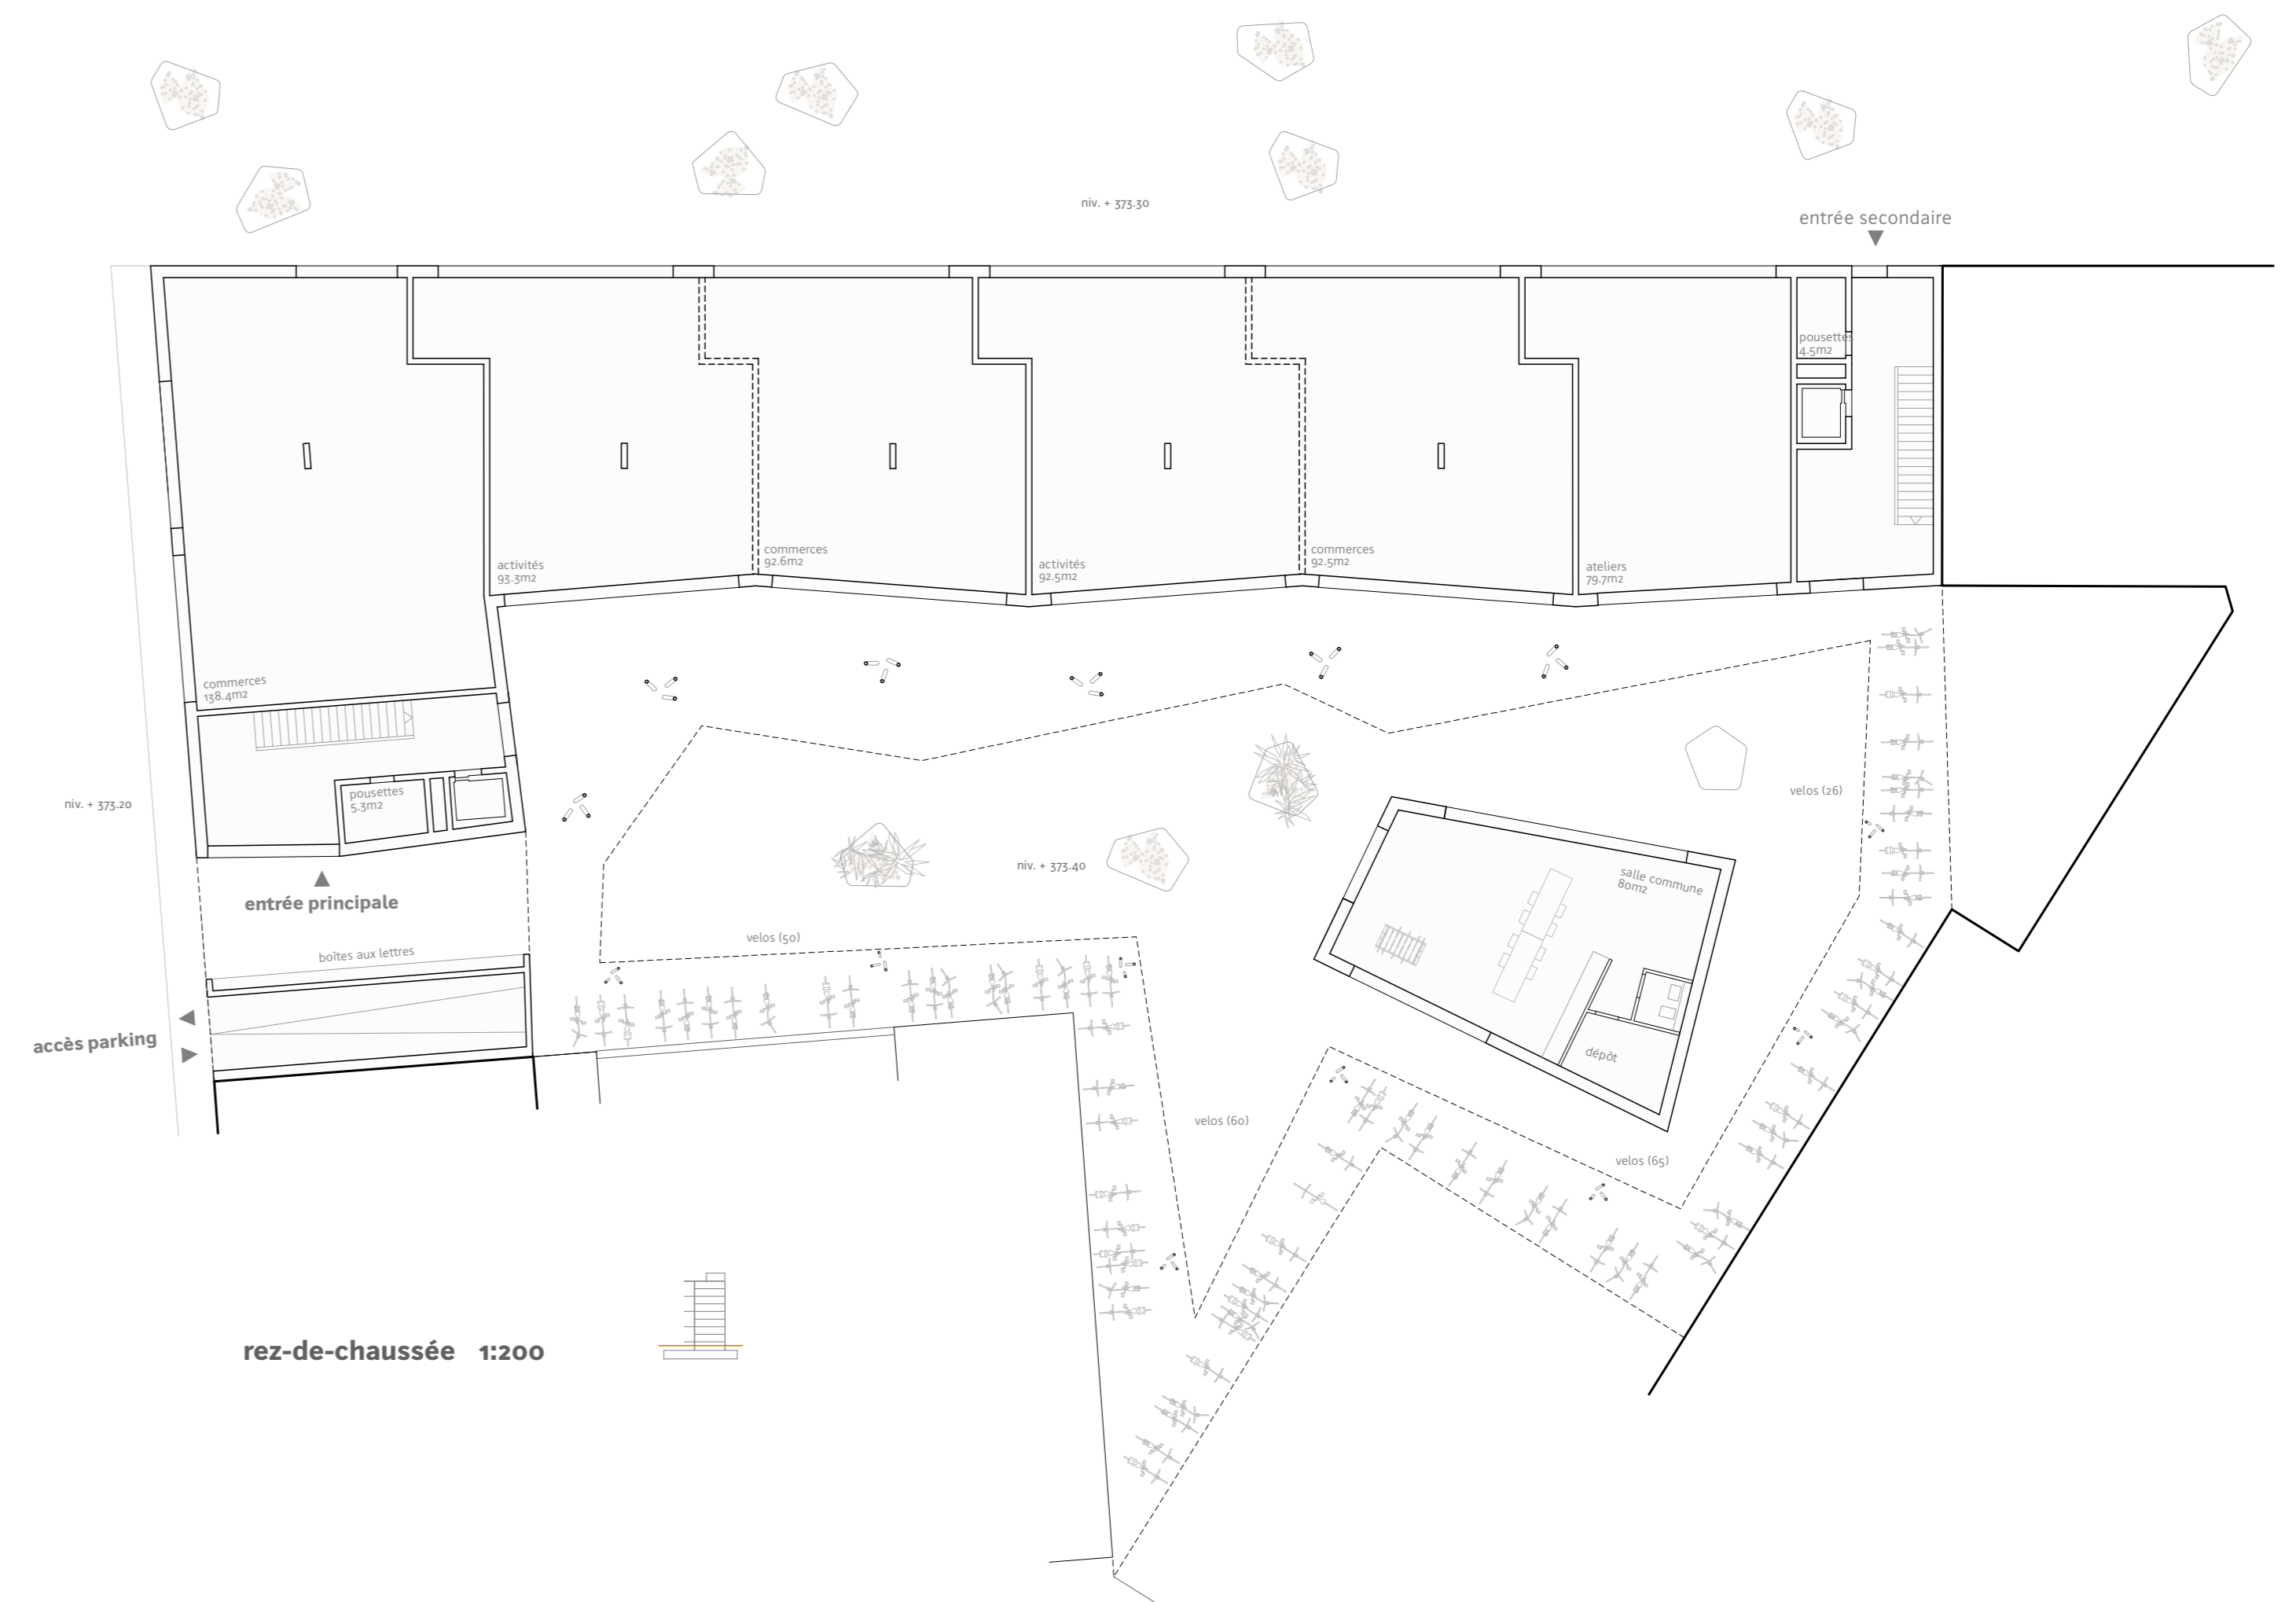 niv. + 373.30
entrée secondaire
pousettes
4.5m2
commerces
92.6m2
commerces
92.5m2
activités
93.3m2
activités
92.5m2
ateliers
79.7m2
commerces
138.4m2
pousettes
5.3m2
niv. + 373.20
velos (26)
niv. + 373.40
salle commune
80m2
entrée principale
velos (50)
boîtes aux lettres
accès parking
dépôt
velos (60)
velos (65)
rez-de-chaussée 1:200